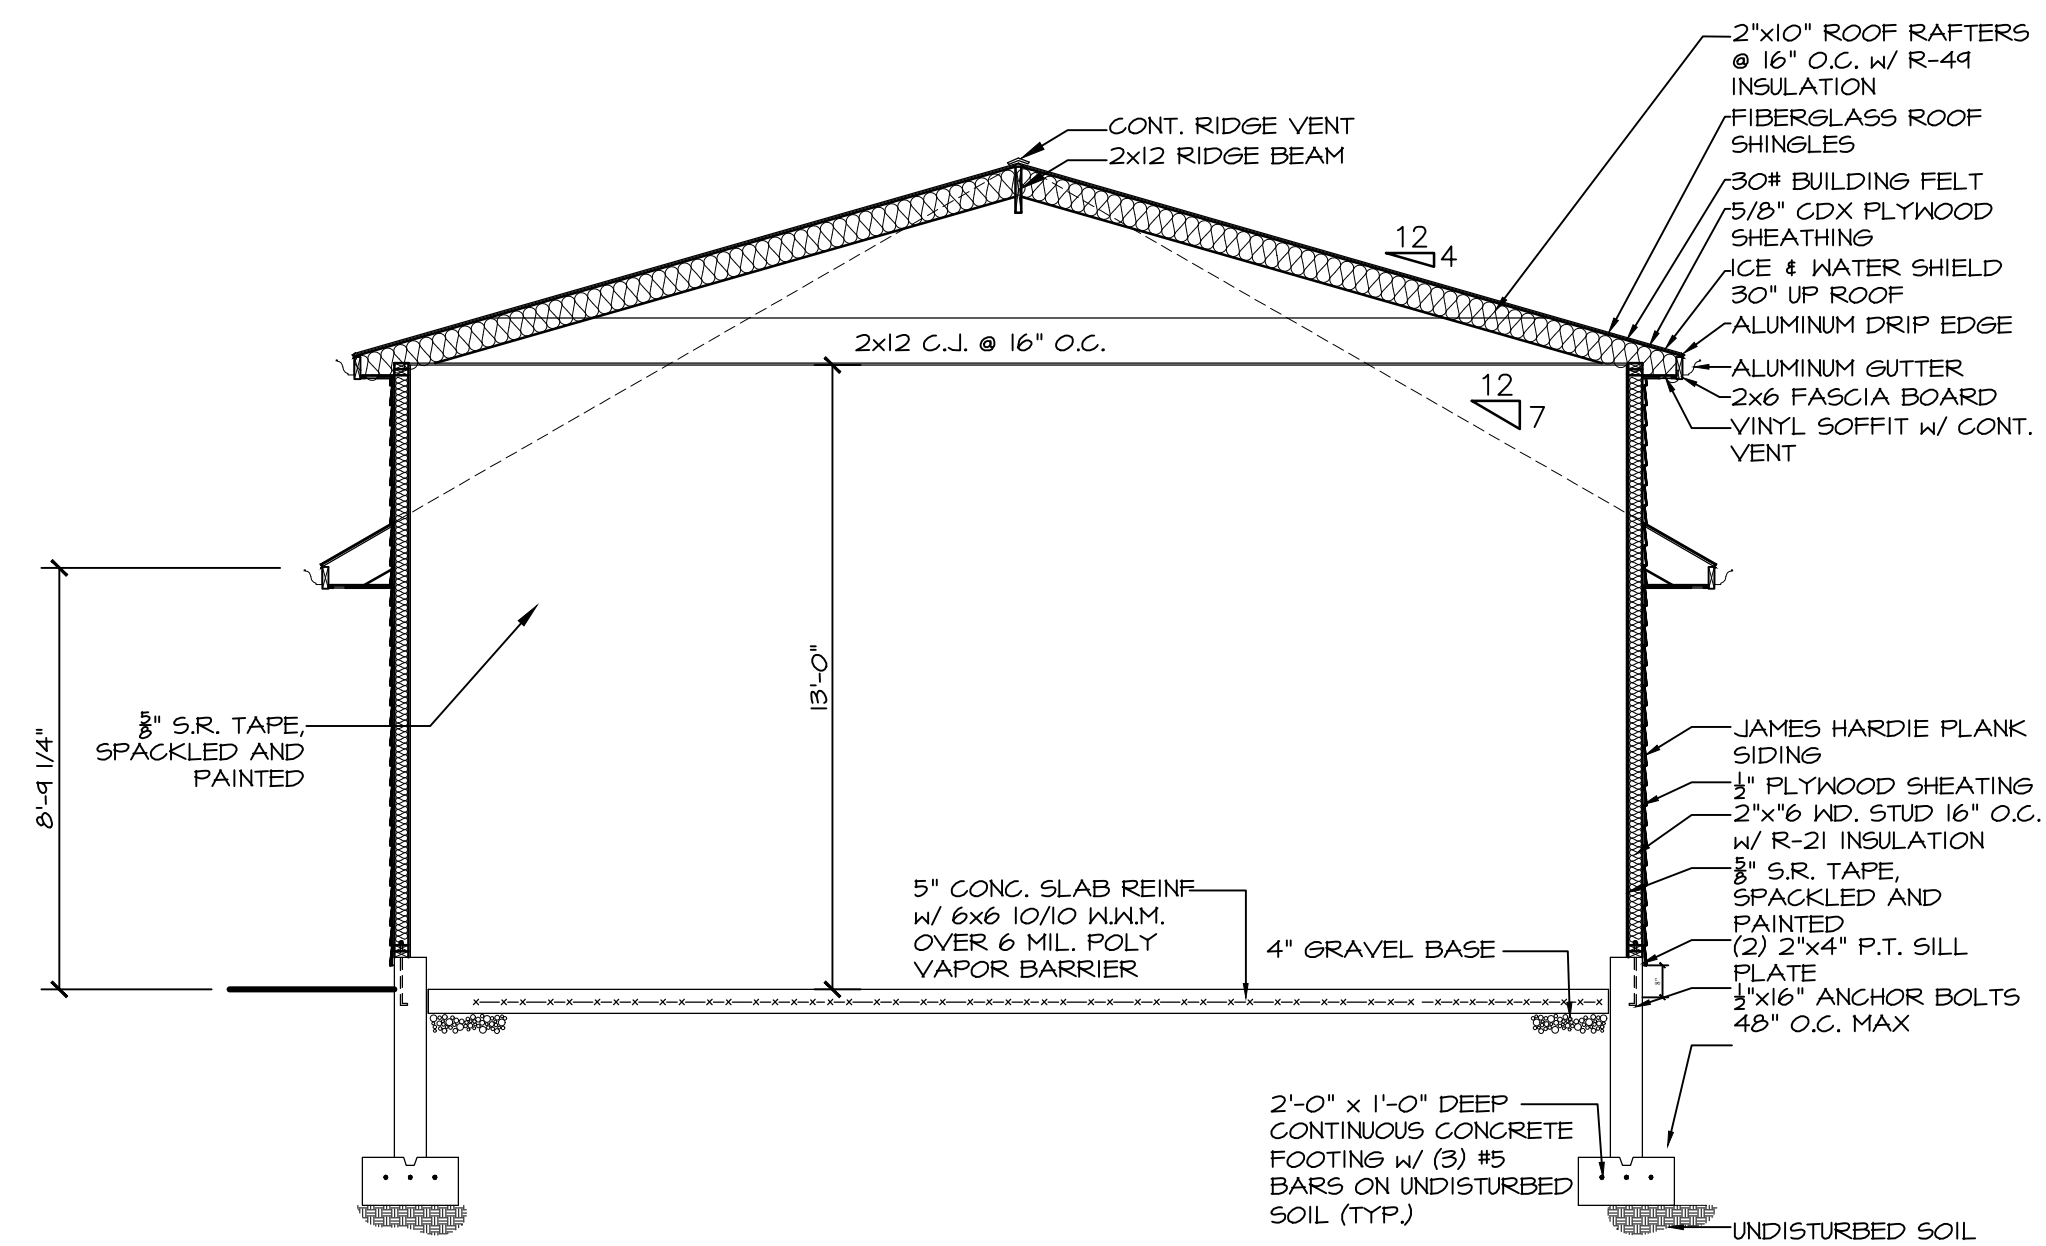 2"x10" ROOF RAFTERS
@ 16" O.C. w/ R-49
INSULATION
FIBERGLASS ROOF
SHINGLES
CONT. RIDGE VENT
2x12 RIDGE BEAM
30# BUILDING FELT
5/8" CDX PLYWOOD
SHEATHING
12
4
ICE & WATER SHIELD
30" UP ROOF
ALUMINUM DRIP EDGE
2x12 C.J. @ 16" O.C.
ALUMINUM GUTTER
12
7
2x6 FASCIA BOARD
VINYL SOFFIT w/ CONT.
VENT
13'-0"
8'-9 1/4"
5/8" S.R. TAPE,
SPACKLED AND
PAINTED
JAMES HARDIE PLANK
SIDING
1/2" PLYWOOD SHEATING
2"x"6 WD. STUD 16" O.C.
w/ R-21 INSULATION
5/8" S.R. TAPE,
SPACKLED AND
PAINTED
(2) 2"x4" P.T. SILL
PLATE
8"
1/2"x16" ANCHOR BOLTS
48" O.C. MAX
5" CONC. SLAB REINF
w/ 6x6 10/10 W.W.M.
OVER 6 MIL. POLY
VAPOR BARRIER
4" GRAVEL BASE
2'-0" x 1'-0" DEEP
CONTINUOUS CONCRETE
FOOTING w/ (3) #5
BARS ON UNDISTURBED
SOIL (TYP.)
UNDISTURBED SOIL